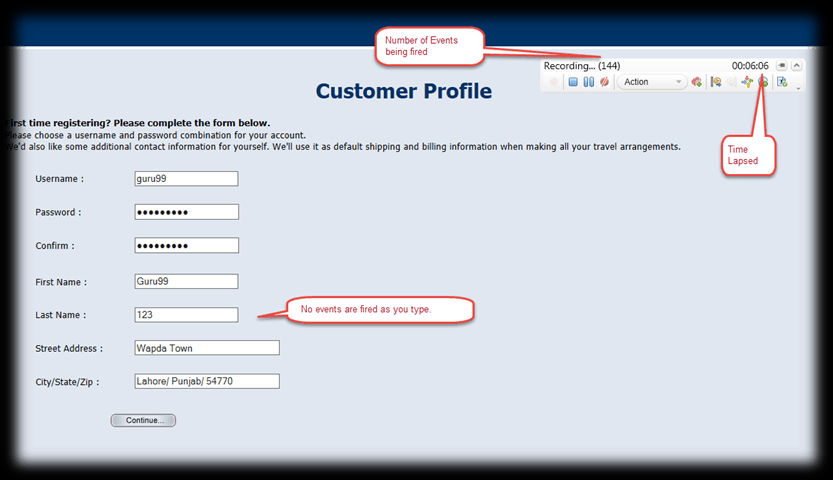 Number of Events
being fired
Recording... (144)
00:06:06
Action
Customer Profile
First time registering? Please complete the form below.
Please choose a username and password combination for your account.
We'd also like some additional contact information for yourself. We'll use it as default shipping and billing information when making all your travel arrangements.
Time
Lapsed
Username :
guru99
Password :
●●●●●●●●●
Confirm :
●●●●●●●●●
First Name :
Guru99
Last Name :
123
No events are fired as you type.
Street Address :
Wapda Town
City/State/Zip :
Lahore/ Punjab/ 54770
Continue...